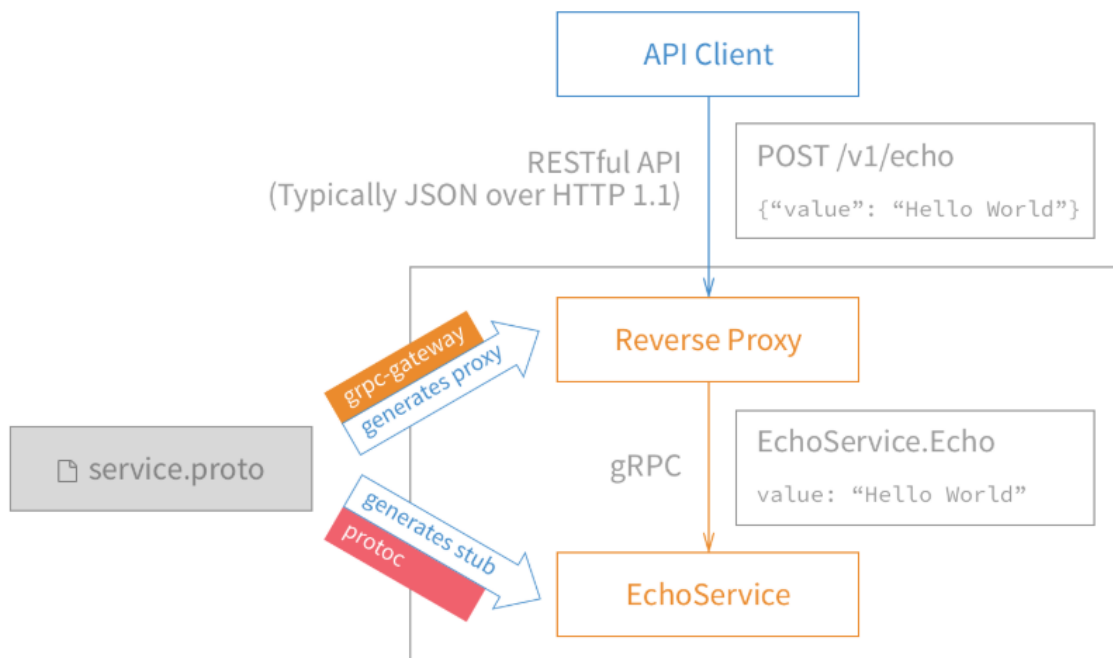 API Client
RESTful API
(Typically JSON over HTTP 1.1)
POST /v1/echo
{“value”: “Hello World”}
grpc-gateway
generates proxy
Reverse Proxy
service.proto
gRPC
EchoService.Echo
value: “Hello World”
generates stub
protoc
EchoService